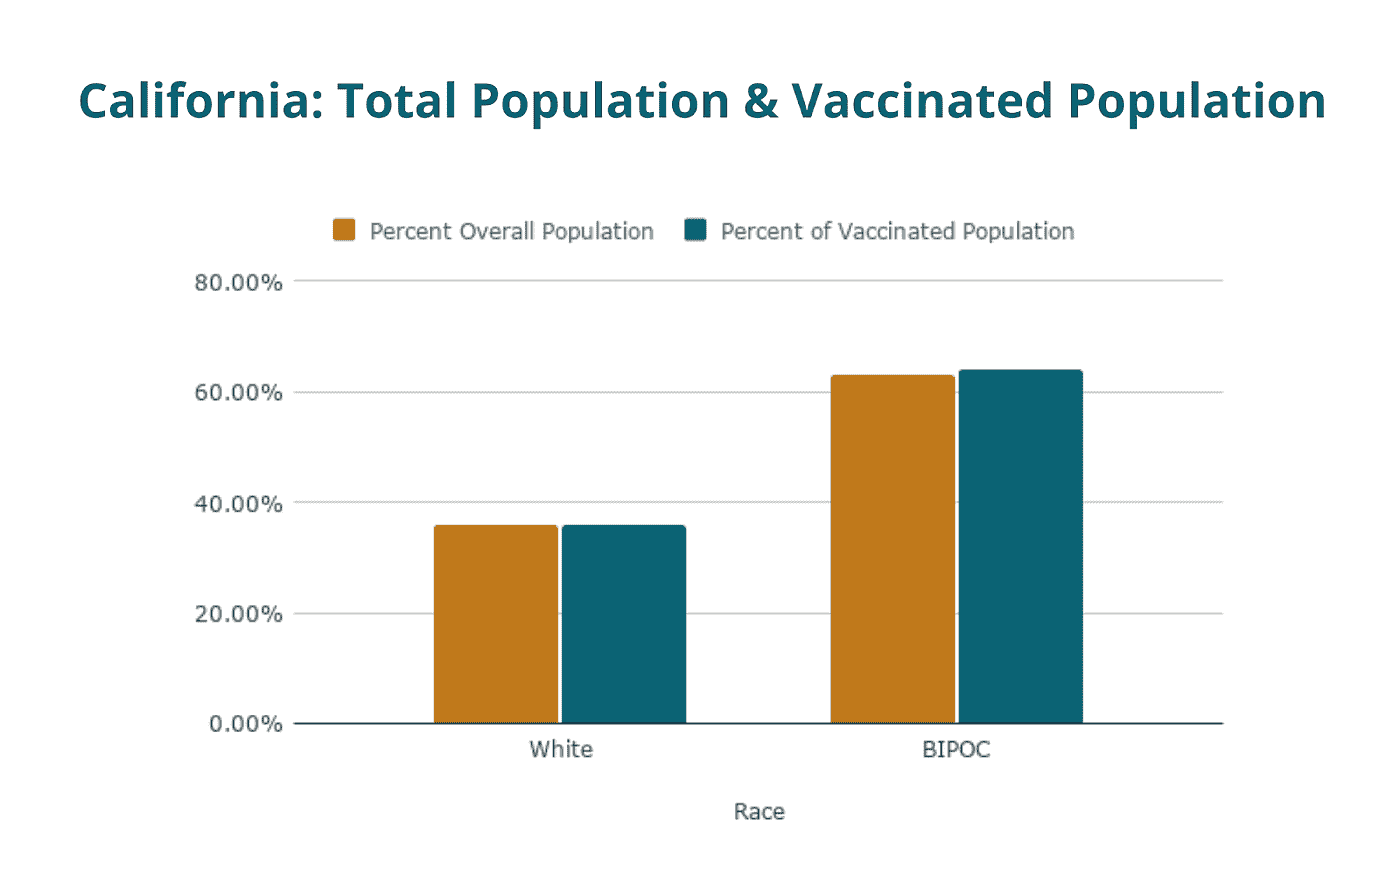 California: Total Population & Vaccinated Population
Percent Overall Population
Percent of Vaccinated Population
80.00%
60.00%
40.00%
20.00%
0.00%
White
BIPOC
Race